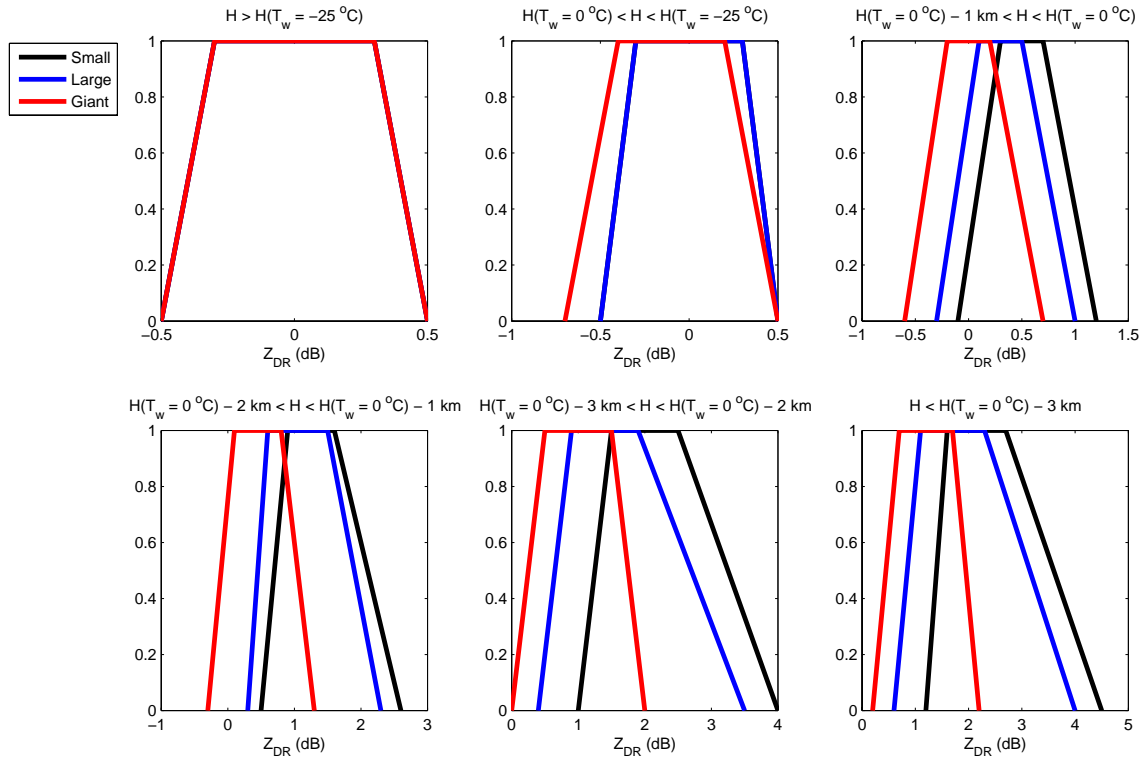 H > H(T_w = −25 °C)
H(T_w = 0 °C) < H < H(T_w = −25 °C)
H(T_w = 0 °C) − 1 km < H < H(T_w = 0 °C)
Small
Large
Giant
1
0.8
0.6
0.4
0.2
0
−0.5 0 0.5
Z_DR (dB)
1
0.8
0.6
0.4
0.2
0
−1 −0.5 0 0.5
Z_DR (dB)
1
0.8
0.6
0.4
0.2
0
−1 −0.5 0 0.5 1 1.5
Z_DR (dB)
H(T_w = 0 °C) − 2 km < H < H(T_w = 0 °C) − 1 km
H(T_w = 0 °C) − 3 km < H < H(T_w = 0 °C) − 2 km
H < H(T_w = 0 °C) − 3 km
1
0.8
0.6
0.4
0.2
0
−1 0 1 2 3
Z_DR (dB)
1
0.8
0.6
0.4
0.2
0
0 1 2 3 4
Z_DR (dB)
1
0.8
0.6
0.4
0.2
0
0 1 2 3 4 5
Z_DR (dB)